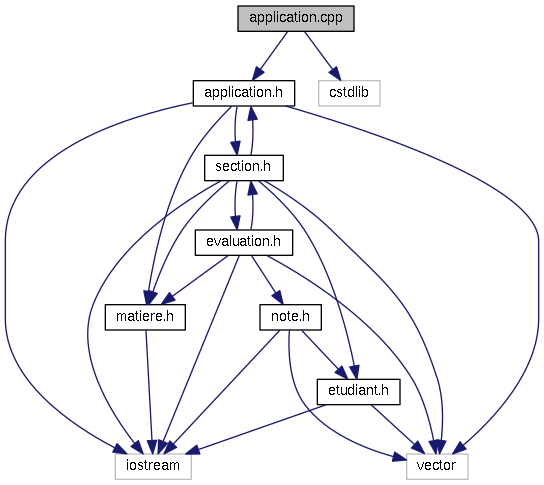 application.cpp
application.h
cstdlib
section.h
evaluation.h
matiere.h
note.h
etudiant.h
iostream
vector